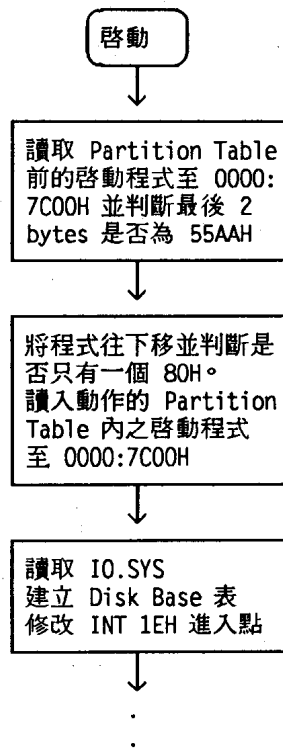 啓動
讀取 Partition Table
前的啓動程式至 0000:
7C00H 並判斷最後 2
bytes 是否為 55AAH
將程式往下移並判斷是
否只有一個 80H。
讀入動作的 Partition
Table 內之啓動程式
至 0000:7C00H
讀取 IO.SYS
建立 Disk Base 表
修改 INT 1EH 進入點